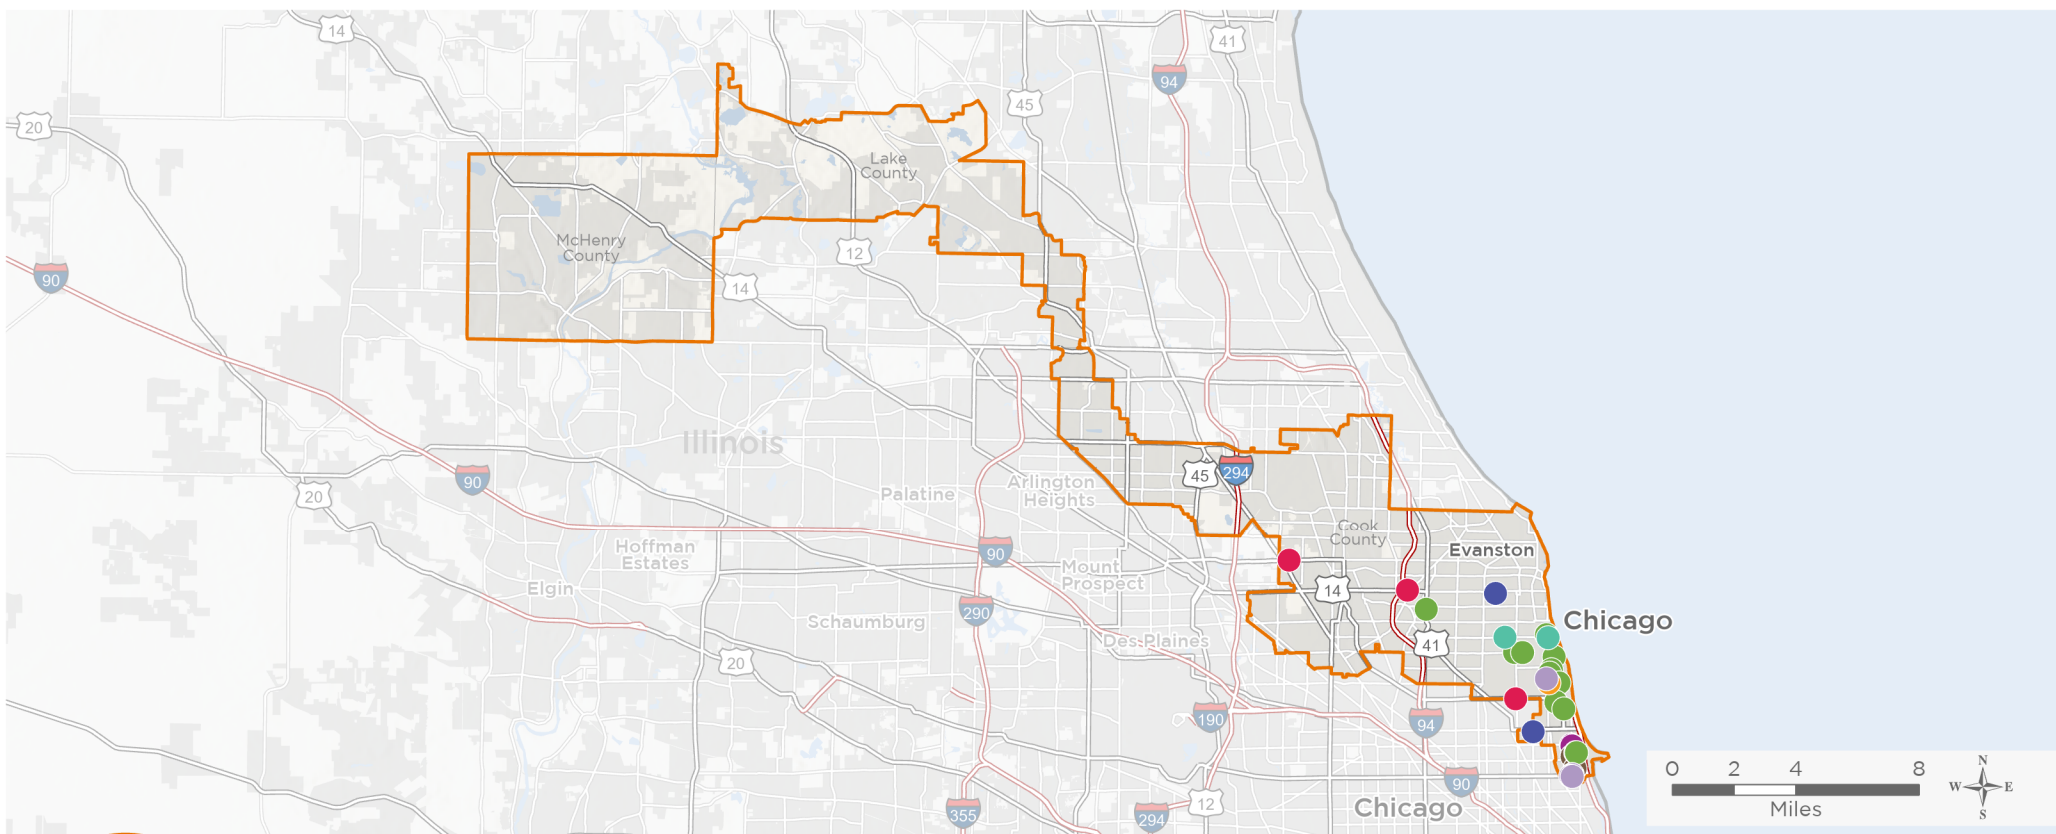 14
41
94
45
20
Lake
County
McHenry
County
12
90
14
Illinois
45
294
90
20
Palatine
Arlington
Heights
Cook
County
Evanston
Hoffman
Estates
90
Mount
Prospect
Elgin
14
290
Schaumburg
Chicago
Des Plaines
41
20
190
94
90
355
294
12
Chicago
0 2 4 8
Miles
N
W E
S